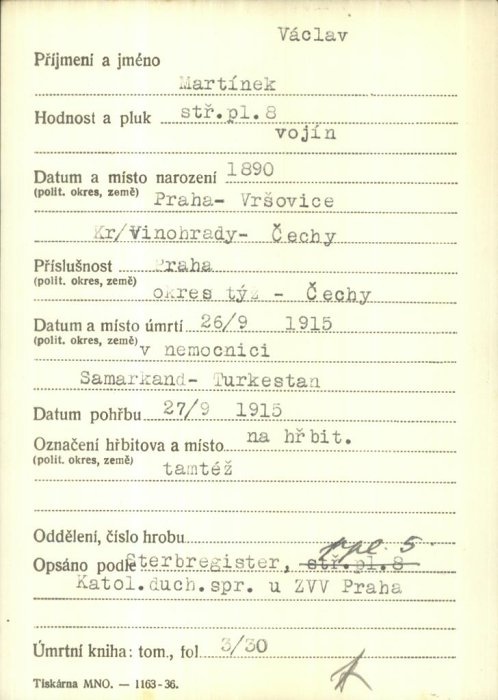 Václav
Příjmení a jméno
Martínek
Hodnost a pluk stř.pl.8
vojín
Datum a místo narození 1890
(polit. okres, země) Praha- Vršovice
Kr/Vinohrady- Čechy
Příslušnost Praha
(polit. okres, země) okres týž - Čechy
Datum a místo úmrtí 26/9 1915
(polit. okres, země) v nemocnici
Samarkand- Turkestan
Datum pohřbu 27/9 1915
Označení hřbitova a místo na hřbit.
(polit. okres, země) tamtéž
Oddělení, číslo hrobu
Opsáno podle Sterbregister, stř.pl.8 5.
Katol.duch.spr. u ZVV Praha
Úmrtní kniha: tom., fol 3/30
Tiskárna MNO. — 1163-36.